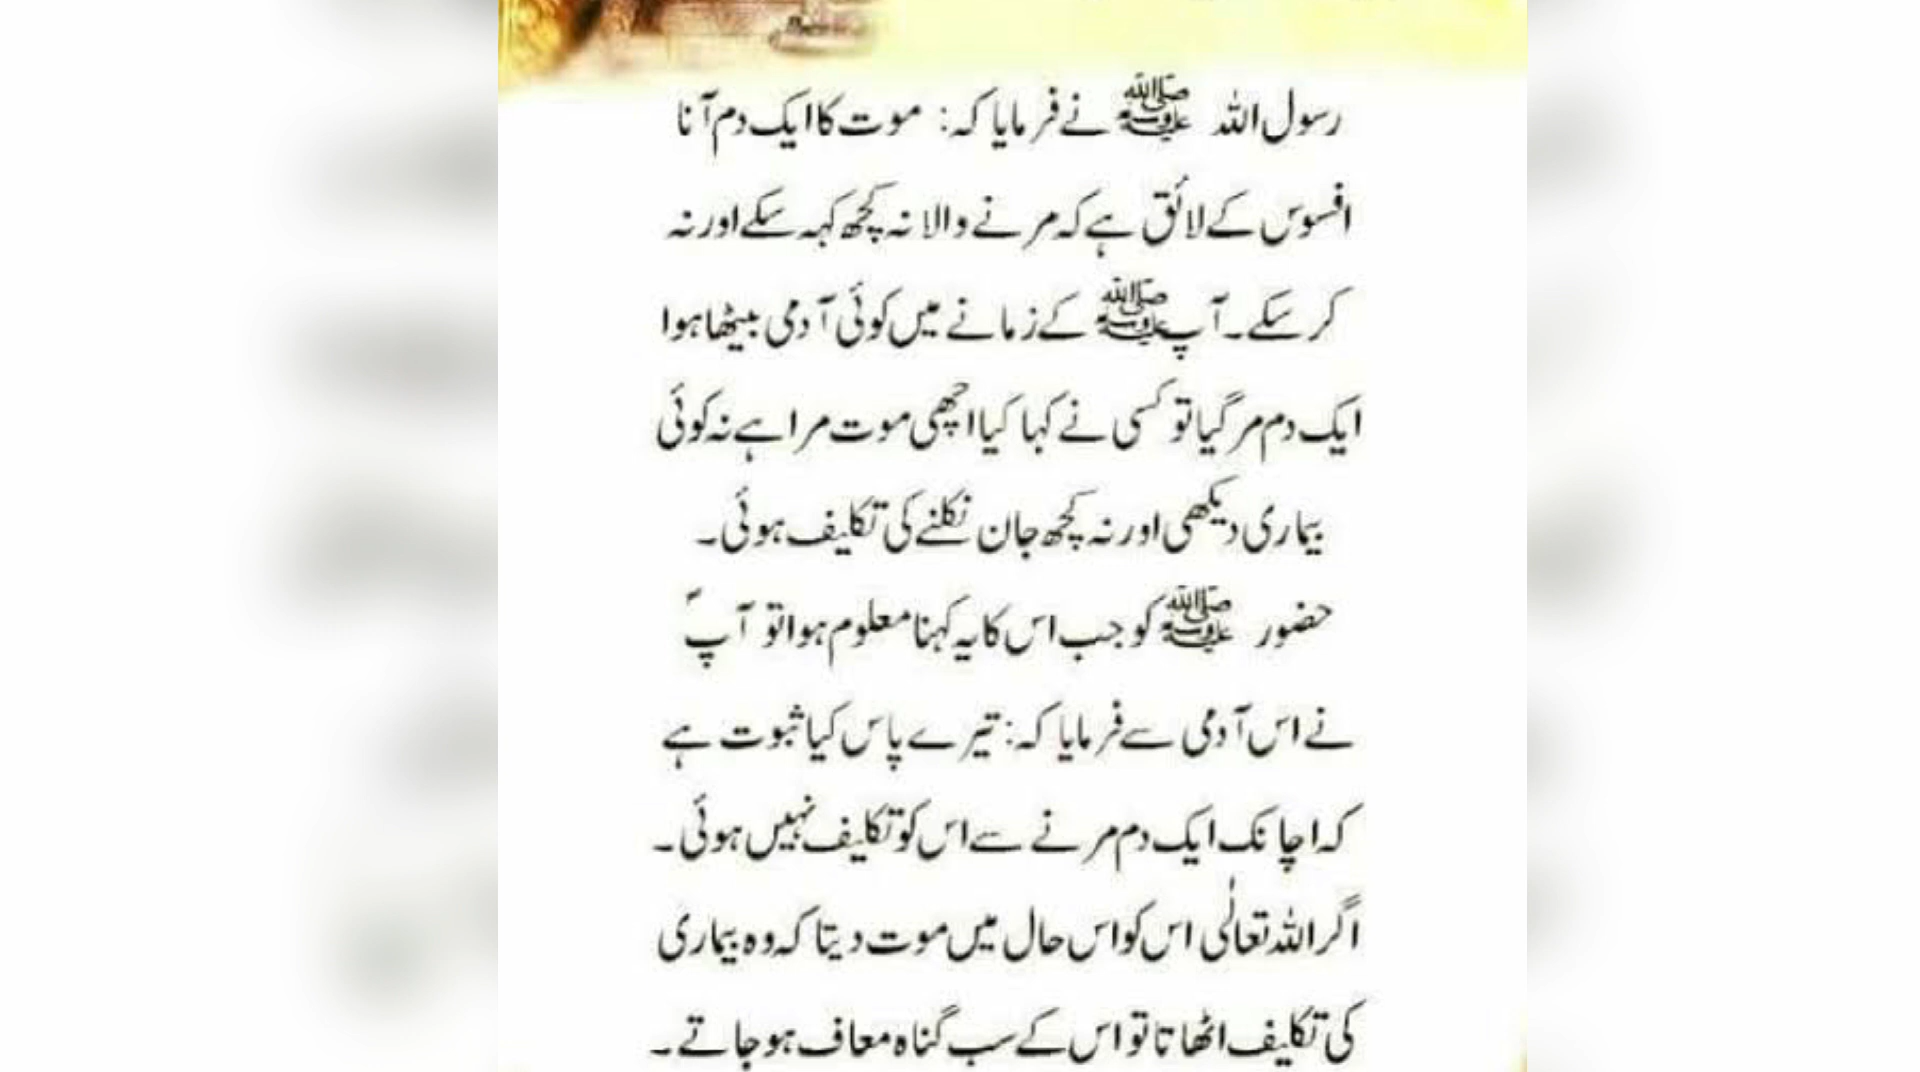 رسول اللہ ﷺ نے فرمایا کہ: موت کا ایک دم آنا
افسوس کے لائق ہے کہ مرنے والا نہ کچھ کہہ سکے اور نہ
کر سکے۔ آپ ﷺ کے زمانے میں کوئی آدمی بیٹھا ہوا
ایک دم مر گیا تو کسی نے کہا کیا اچھی موت مرا ہے نہ کوئی
بیماری دیکھی اور نہ کچھ جان نکلنے کی تکلیف ہوئی۔
حضور ﷺ کو جب اس کا یہ کہنا معلوم ہوا تو آپؐ
نے اس آدمی سے فرمایا کہ: تیرے پاس کیا ثبوت ہے
کہ اچانک ایک دم مرنے سے اس کو تکلیف نہیں ہوئی۔
اگر اللہ تعالٰی اس کو اس حال میں موت دیتا کہ وہ بیماری
کی تکلیف اٹھاتا تو اس کے سب گناہ معاف ہو جاتے۔